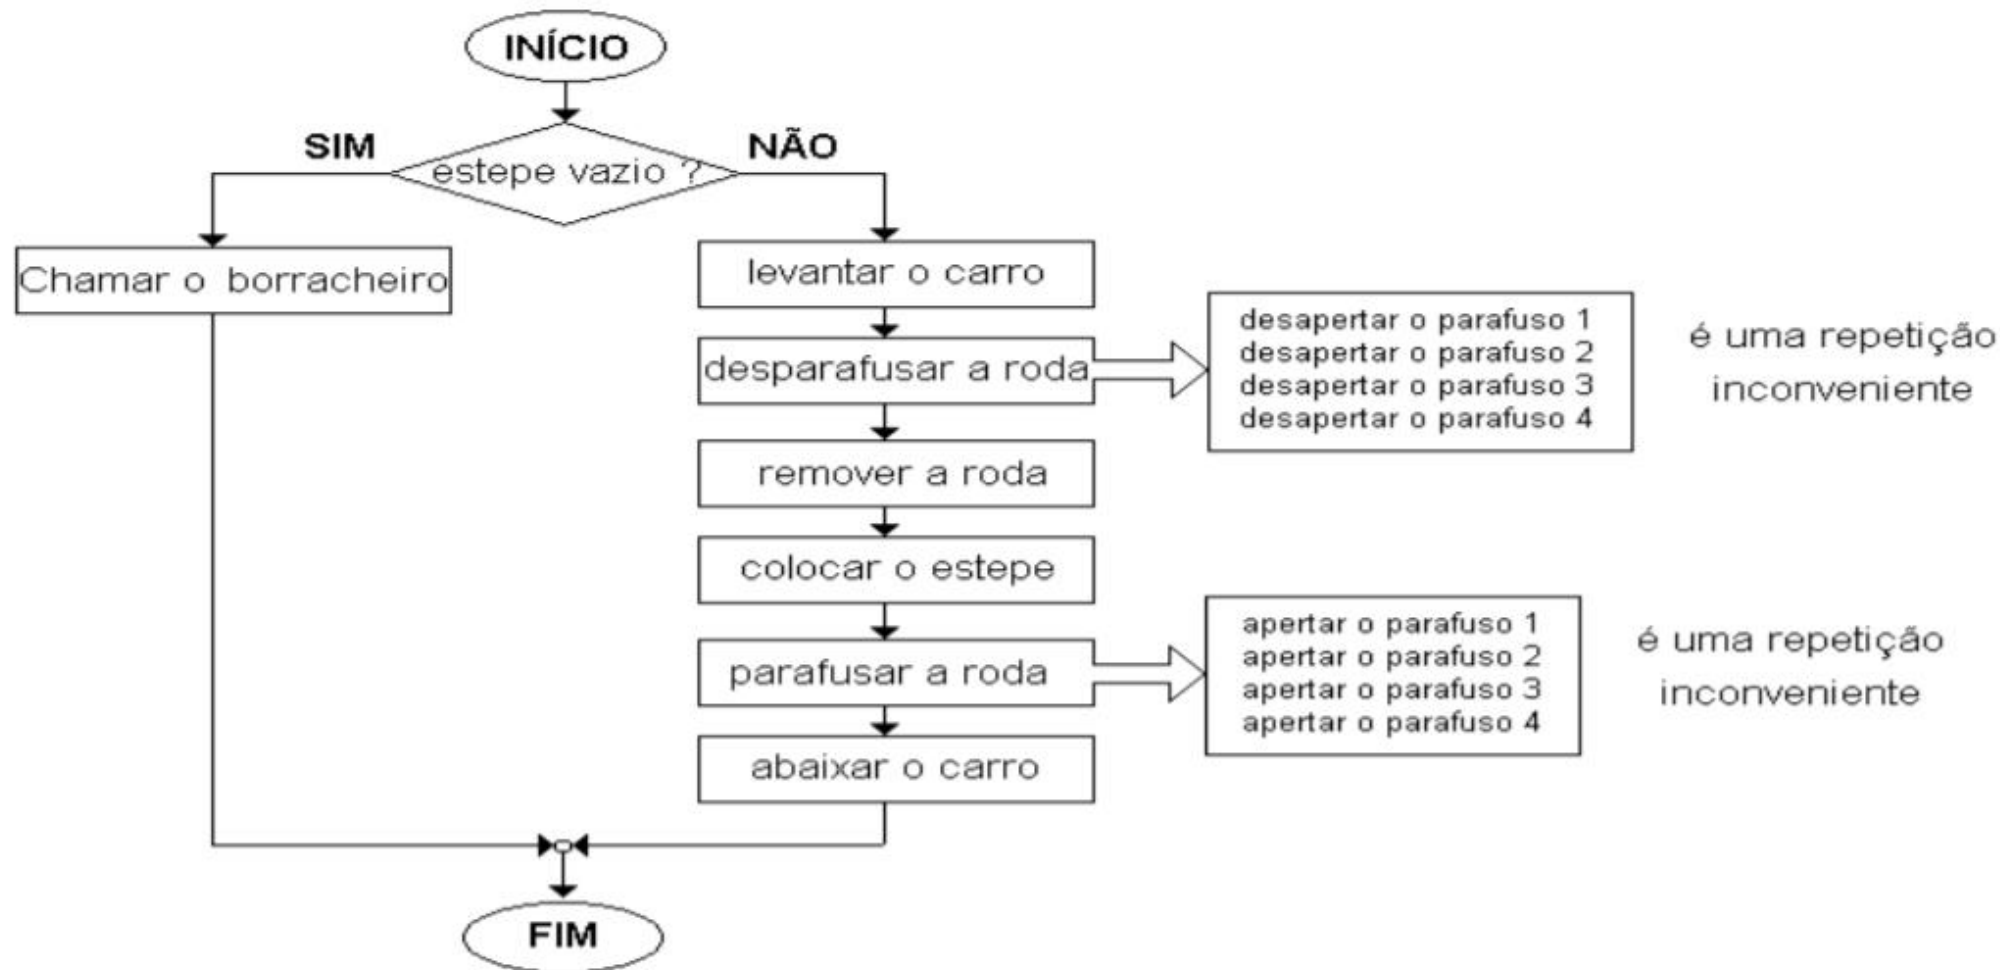 INÍCIO
SIM
NÃO
estepe vazio ?
Chamar o borracheiro
levantar o carro
desparafusar a roda
desapertar o parafuso 1
desapertar o parafuso 2
desapertar o parafuso 3
desapertar o parafuso 4
é uma repetição
inconveniente
remover a roda
colocar o estepe
parafusar a roda
apertar o parafuso 1
apertar o parafuso 2
apertar o parafuso 3
apertar o parafuso 4
é uma repetição
inconveniente
abaixar o carro
FIM